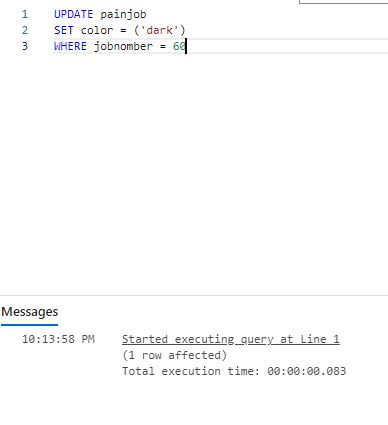 1 UPDATE painjob
2 SET color = ('dark')
3 WHERE jobnomber = 60
Messages
10:13:58 PM Started executing query at Line 1
(1 row affected)
Total execution time: 00:00:00.083